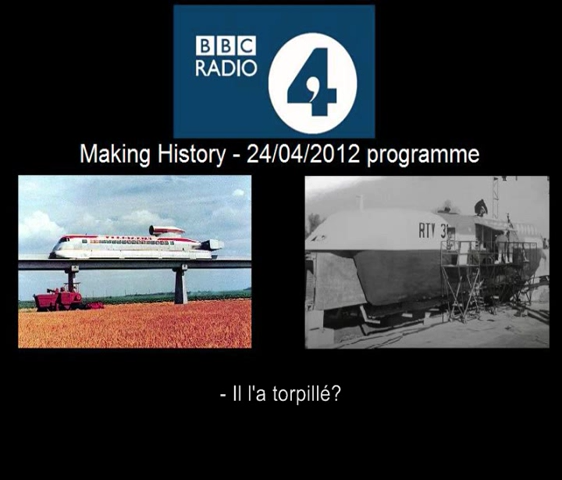 BBC
RADIO
4
Making History - 24/04/2012 programme
RTV 31
- Il l'a torpillé?